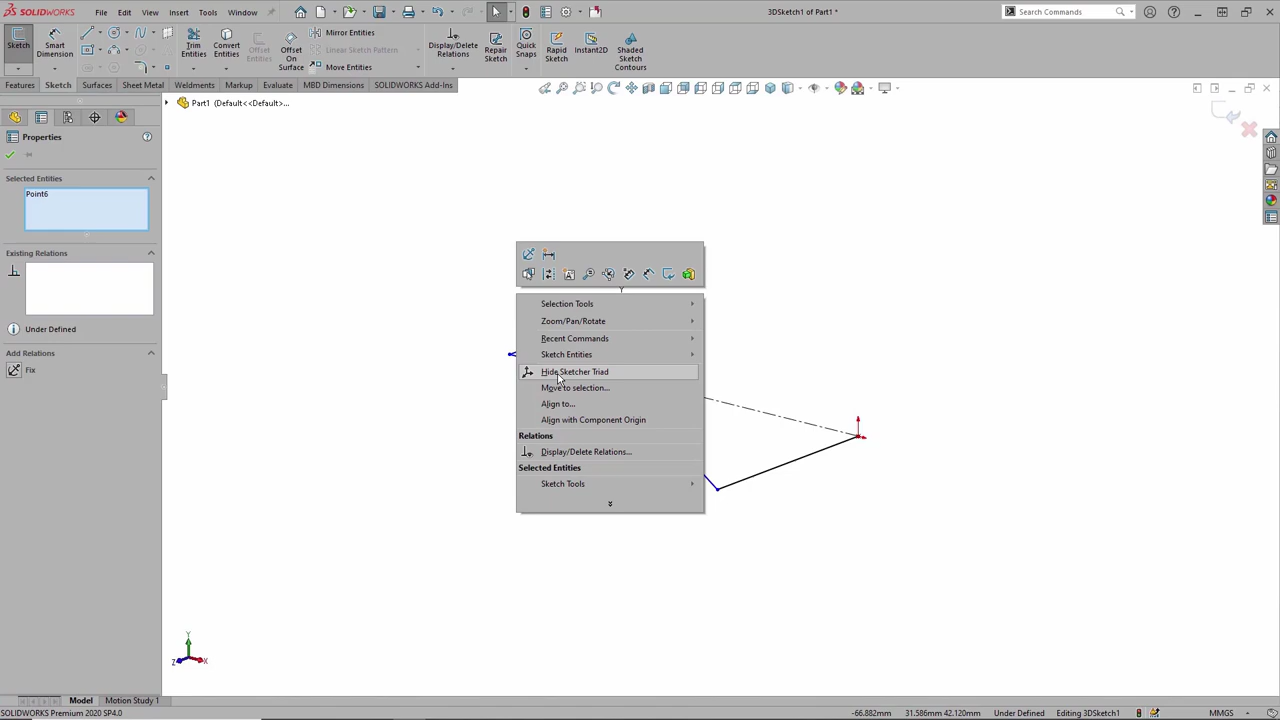 SOLIDWORKS
File Edit View Insert Tools Window
3DSketch1 of Part1 *
Search Commands
Sketch
Smart Dimension
Trim Entities
Convert Entities
Offset Entities
Offset On Surface
Mirror Entities
Linear Sketch Pattern
Move Entities
Display/Delete Relations
Repair Sketch
Quick Snaps
Rapid Sketch
Instant2D
Shaded Sketch Contours
Features Sketch Surfaces Sheet Metal Weldments Markup Evaluate MBD Dimensions SOLIDWORKS Add-Ins
Part1 (Default<<Default>...
Properties
Selected Entities
Point6
Existing Relations
Under Defined
Add Relations
Fix
Y
Selection Tools
Zoom/Pan/Rotate
Recent Commands
Sketch Entities
Hide Sketcher Triad
Move to selection...
Align to...
Align with Component Origin
Relations
Display/Delete Relations...
Selected Entities
Sketch Tools
Y
Z X
Model Motion Study 1
SOLIDWORKS Premium 2020 SP4.0
-66.882mm 31.586mm 42.120mm Under Defined Editing 3DSketch1 MMGS